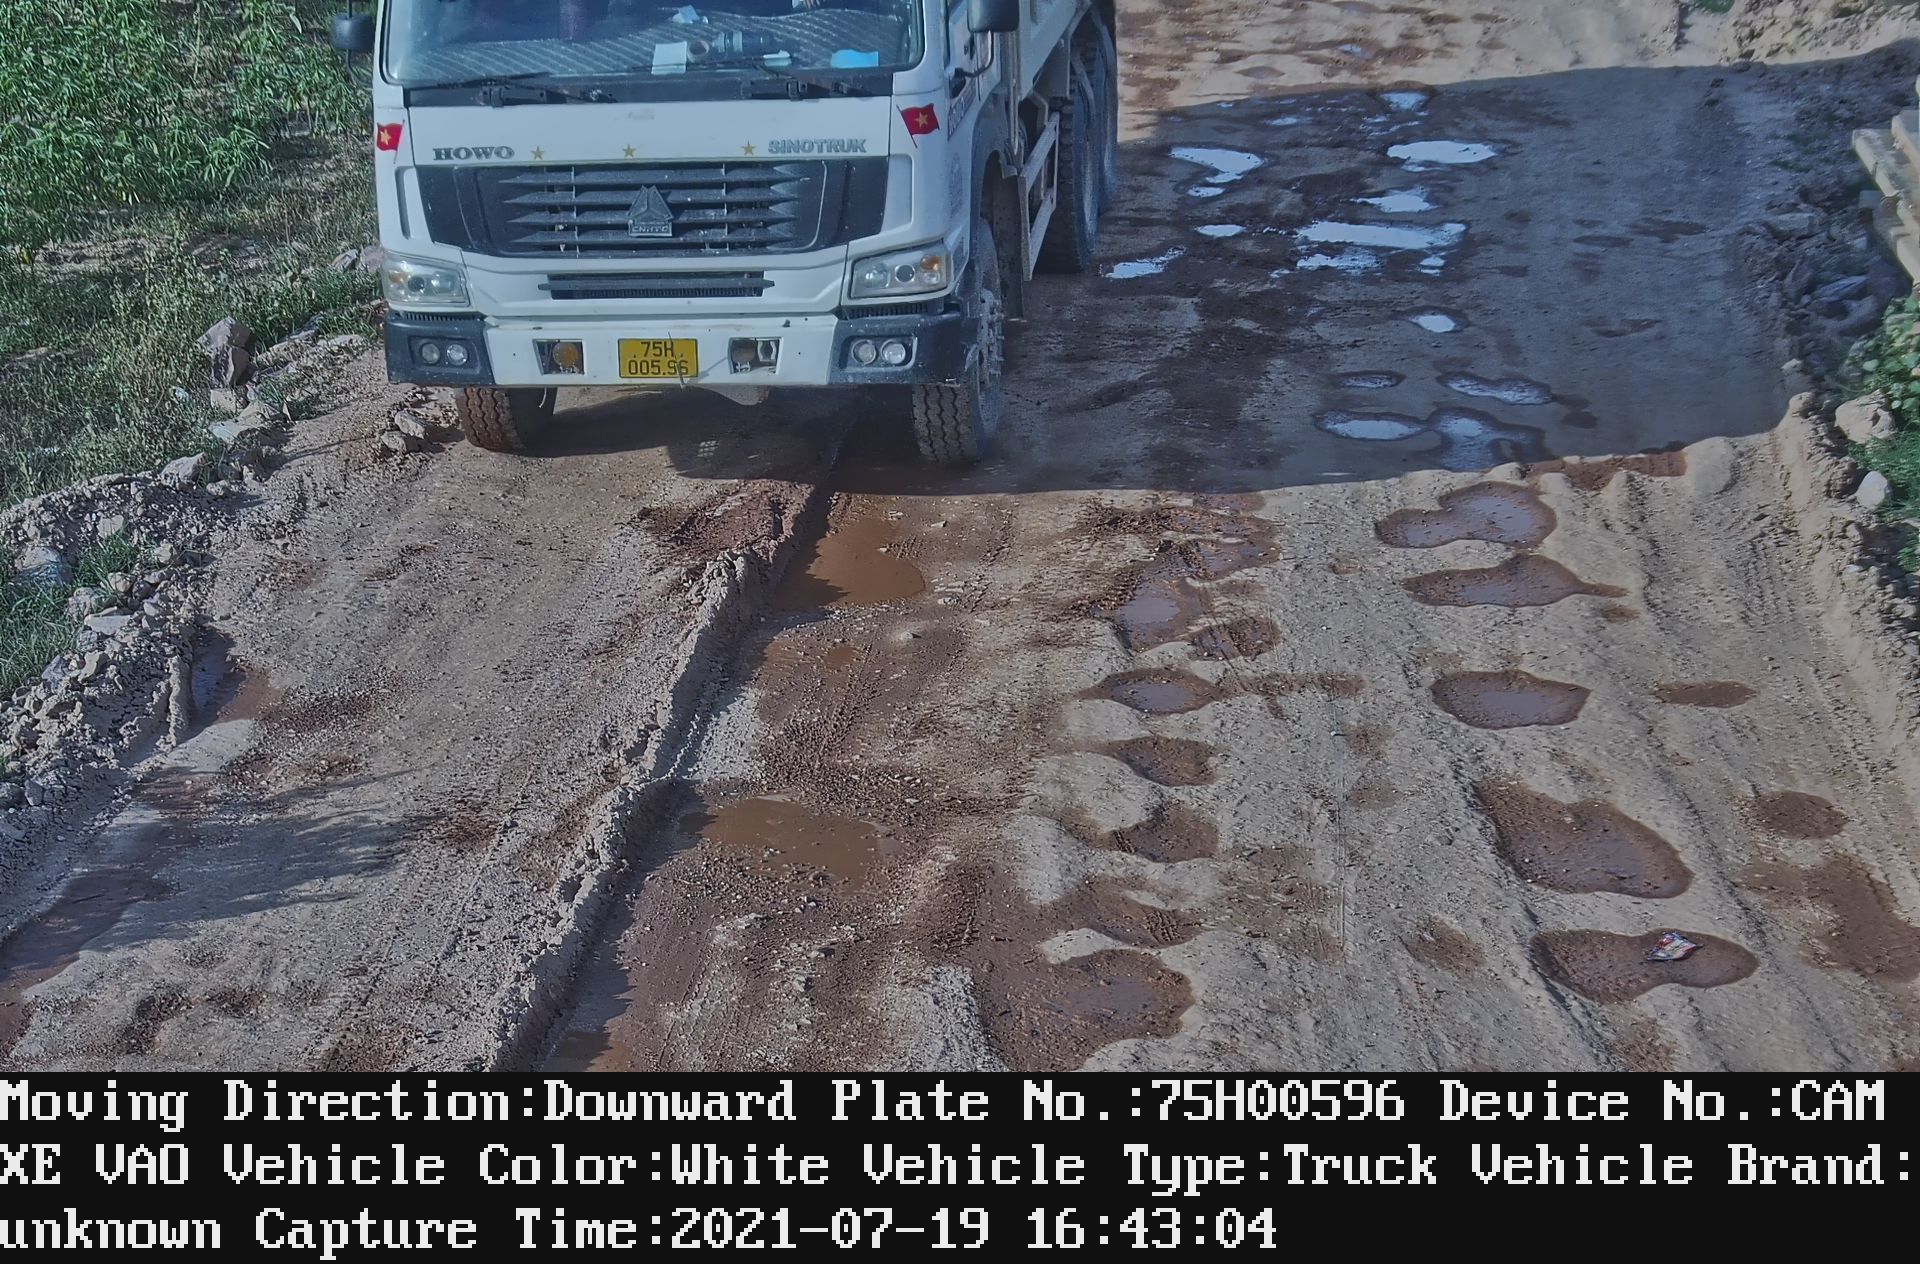 HOWO SINOTRUK
CNHTC
75H
005.96
Moving Direction:Downward Plate No.:75H00596 Device No.:CAM
XE VAO Vehicle Color:White Vehicle Type:Truck Vehicle Brand:
unknown Capture Time:2021-07-19 16:43:04